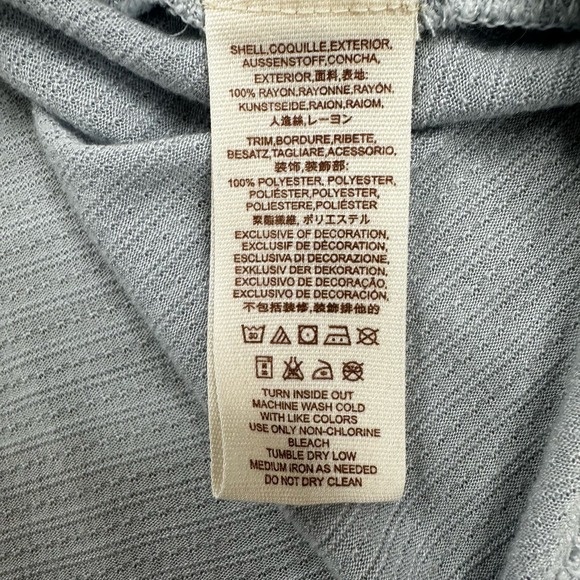 SHELL,COQUILLE,EXTERIOR,
AUSSENSTOFF,CONCHA,
EXTERIOR,面料,表地:
100% RAYON,RAYONNE,RAYÓN,
KUNSTSEIDE,RAION,RAIOM,
人造絲,レーヨン
TRIM,BORDURE,RIBETE,
BESATZ,TAGLIARE,ACESSORIO,
装饰,装飾部:
100% POLYESTER, POLYESTER,
POLIÉSTER,POLYESTER,
POLIESTERE,POLIÉSTER
聚酯纖維, ポリエステル
EXCLUSIVE OF DECORATION,
EXCLUSIF DE DÉCORATION,
ESCLUSIVA DI DECORAZIONE,
EXKLUSIV DER DEKORATION,
EXCLUSIVO DE DECORAÇÃO,
EXCLUSIVO DE DECORACIÓN,
不包括装修,装飾排他的
30
TURN INSIDE OUT
MACHINE WASH COLD
WITH LIKE COLORS
USE ONLY NON-CHLORINE
BLEACH
TUMBLE DRY LOW
MEDIUM IRON AS NEEDED
DO NOT DRY CLEAN